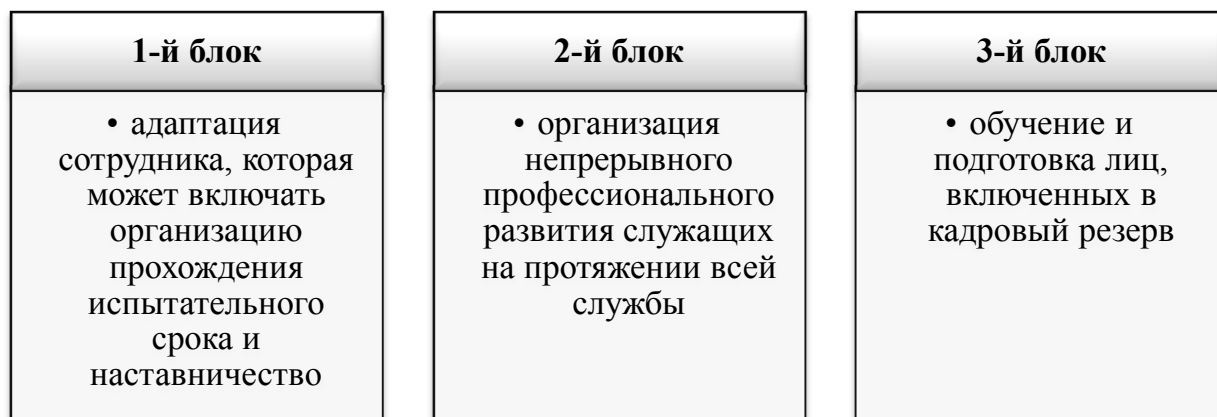 1-й блок
• адаптация
сотрудника, которая
может включать
организацию
прохождения
испытательного
срока и
наставничество
2-й блок
• организация
непрерывного
профессионального
развития служащих
на протяжении всей
службы
3-й блок
• обучение и
подготовка лиц,
включенных в
кадровый резерв